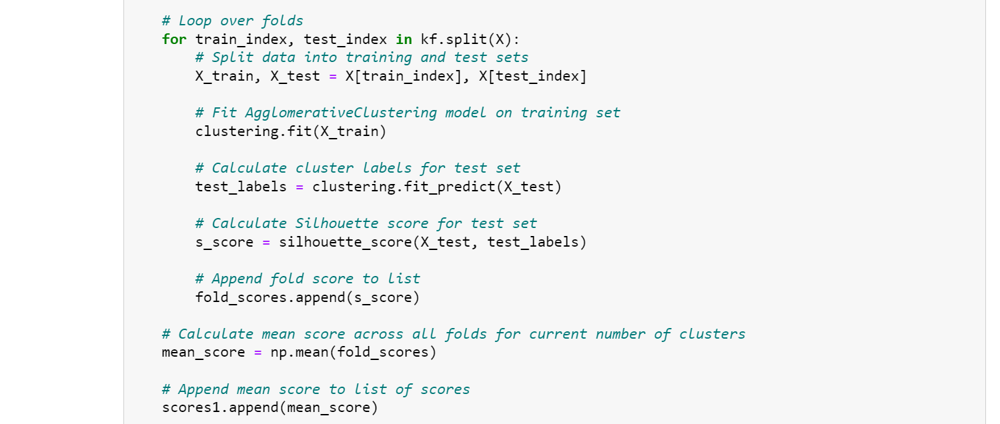 # Loop over folds
for train_index, test_index in kf.split(X):
# Split data into training and test sets
X_train, X_test = X[train_index], X[test_index]
# Fit AgglomerativeClustering model on training set
clustering.fit(X_train)
# Calculate cluster labels for test set
test_labels = clustering.fit_predict(X_test)
# Calculate Silhouette score for test set
s_score = silhouette_score(X_test, test_labels)
# Append fold score to list
fold_scores.append(s_score)
# Calculate mean score across all folds for current number of clusters
mean_score = np.mean(fold_scores)
# Append mean score to list of scores
scores1.append(mean_score)